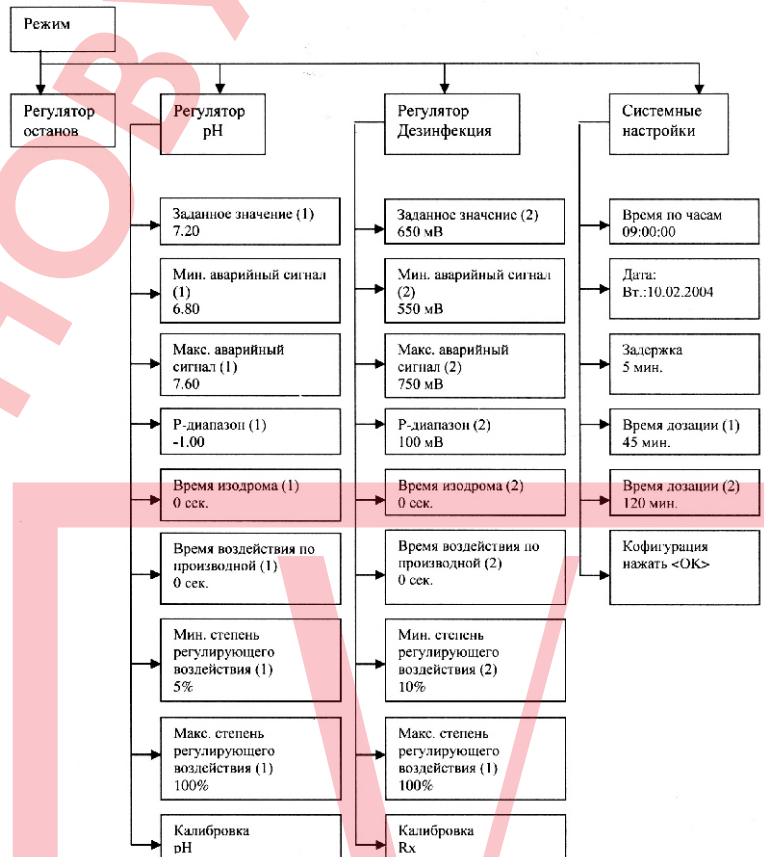 Режим
Регулятор
останов
Регулятор
pH
Регулятор
Дезинфекция
Системные
настройки
Заданное значение (1)
7.20
Мин. аварийный сигнал
(1)
6.80
Макс. аварийный
сигнал (1)
7.60
Р-диапазон (1)
-1.00
Время изодрома (1)
0 сек.
Время воздействия по
производной (1)
0 сек.
Мин. степень
регулирующего
воздействия (1)
5%
Макс. степень
регулирующего
воздействия (1)
100%
Калибровка
pH
Заданное значение (2)
650 мВ
Мин. аварийный сигнал
(2)
550 мВ
Макс. аварийный
сигнал (2)
750 мВ
Р-диапазон (2)
100 мВ
Время изодрома (2)
0 сек.
Время воздействия по
производной (2)
0 сек.
Мин. степень
регулирующего
воздействия (2)
10%
Макс. степень
регулирующего
воздействия (1)
100%
Калибровка
Rx
Время по часам
09:00:00
Дата:
Вт.:10.02.2004
Задержка
5 мин.
Время дозации (1)
45 мин.
Время дозации (2)
120 мин.
Кофигурация
нажать <OK>